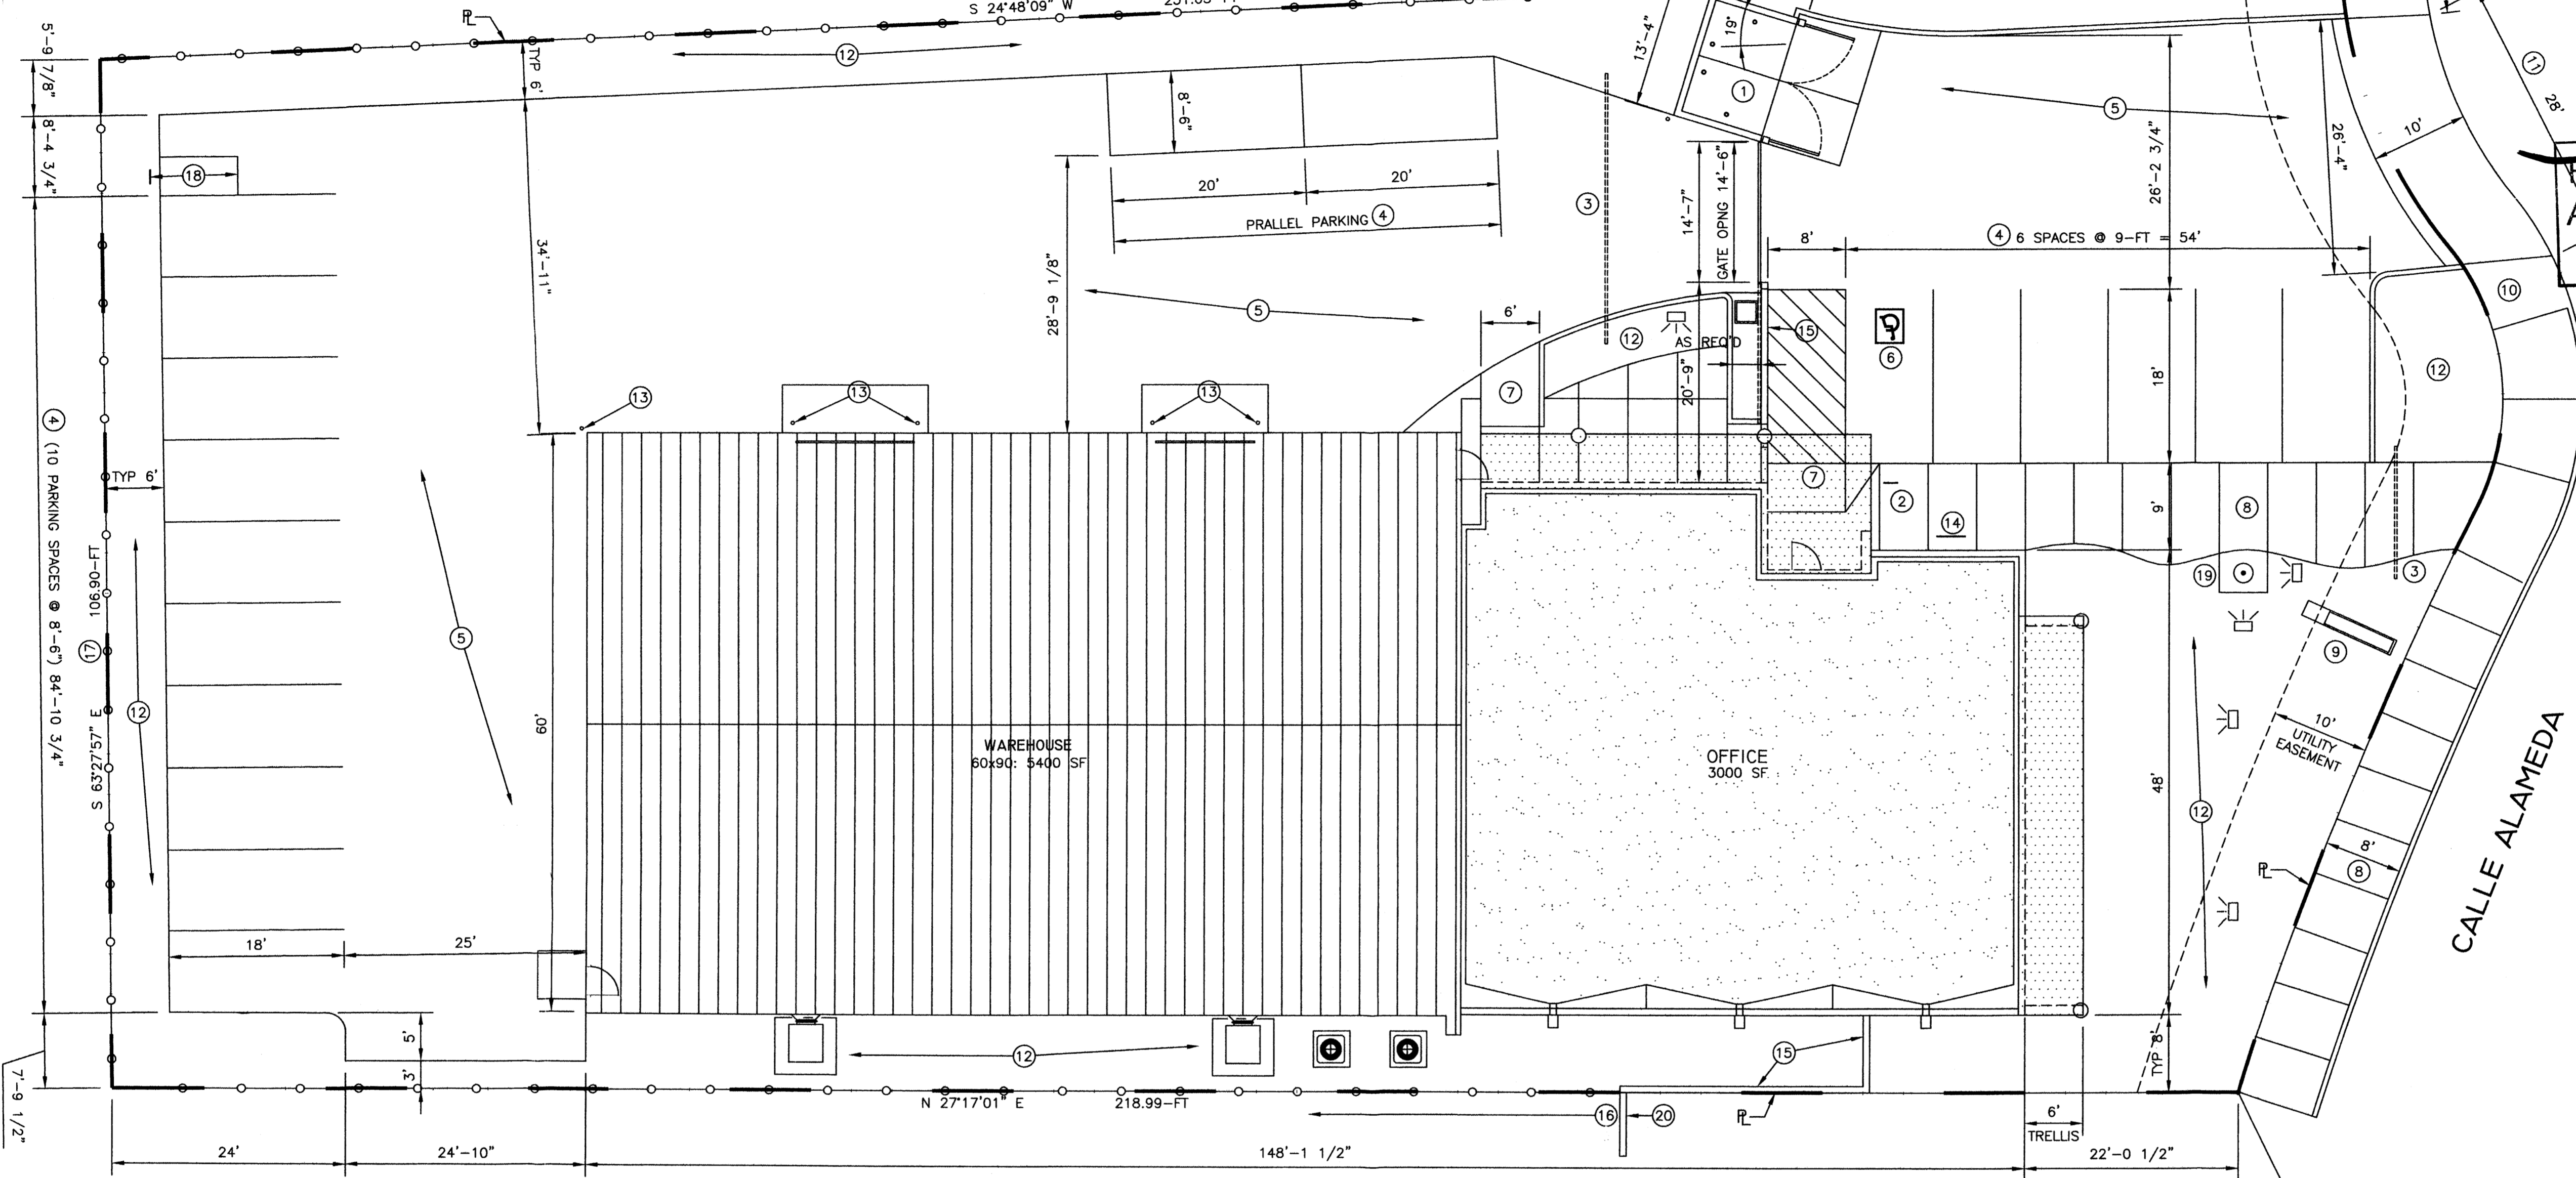 S 24°48'09" W
PL
5'-9 7/8"
TYP 6'
12
13'-4"
19°
1
5
11
28'
10'
26'-4"
26'-2 3/4"
8'-4 3/4"
18
8'-6"
20'
20'
PRALLEL PARKING 4
3
14'-7"
GATE OPNG 14'-6"
8'
4 6 SPACES @ 9-FT = 54'
34'-11"
28'-9 1/8"
5
6'
12
AS REQ'D
15
6
10
18'
12
20'-9"
7
13
13
13
4 (10 PARKING SPACES @ 8'-6") 84'-10 3/4"
TYP 6'
7
2
14
9'
8
19
3
9
17
S 63°27'57" E 106.90-FT
12
5
60'
WAREHOUSE
60x90: 5400 SF
OFFICE
3000 SF
10'
UTILITY
EASEMENT
48'
12
CALLE ALAMEDA
PL
8'
8
18'
25'
5'
3'
7'-9 1/2"
12
15
TYP 8'
N 27°17'01" E 218.99-FT
16
20
PL
6'
TRELLIS
24'
24'-10"
148'-1 1/2"
22'-0 1/2"